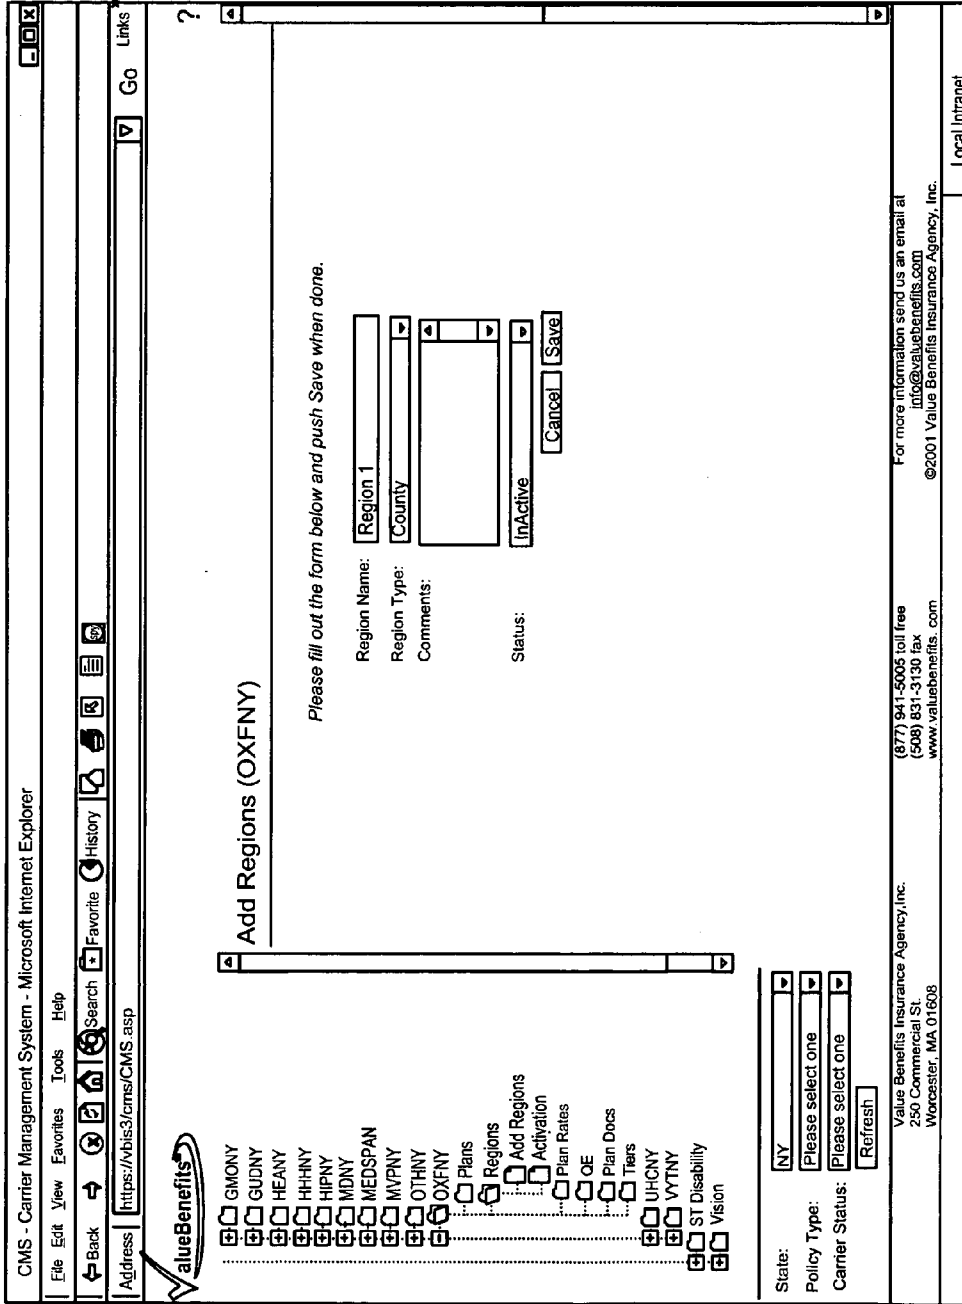 CMS - Carrier Management System - Microsoft Internet Explorer
File Edit View Favorites Tools Help
Back Search Favorite History
Address https://vbis3/cms/CMS.asp Go Links
alueBenefits
?
GMONY
GUDNY
HEANY
HHHNY
HIPNY
MDNY
MEDSPAN
MVPNY
OTHNY
OXFNY
Plans
Regions
Add Regions
Activation
Plan Rates
QE
Plan Docs
Tiers
UHCNY
VYTNY
ST Disability
Vision
State: NY
Policy Type: Please select one
Carrier Status: Please select one
Refresh
Add Regions (OXFNY)
Please fill out the form below and push Save when done.
Region Name: Region 1
Region Type: County
Comments:
Status: InActive
Cancel Save
Value Benefits Insurance Agency,Inc.
250 Commercial St.
Worcester, MA 01608
(877) 941-5005 toll free
(508) 831-3130 fax
www.valuebenefits. com
For more information send us an email at
info@valuebenefits.com
©2001 Value Benefits Insurance Agency, Inc.
Local Intranet